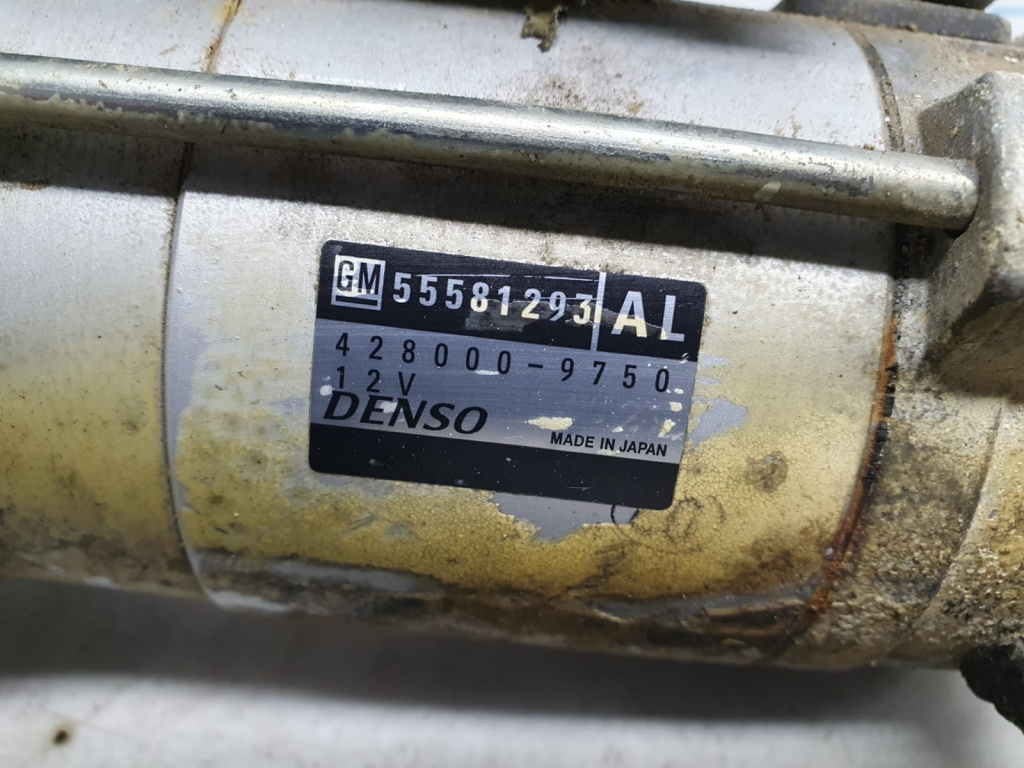 GM 55581293 AL
428000-9750
12V
DENSO
MADE IN JAPAN